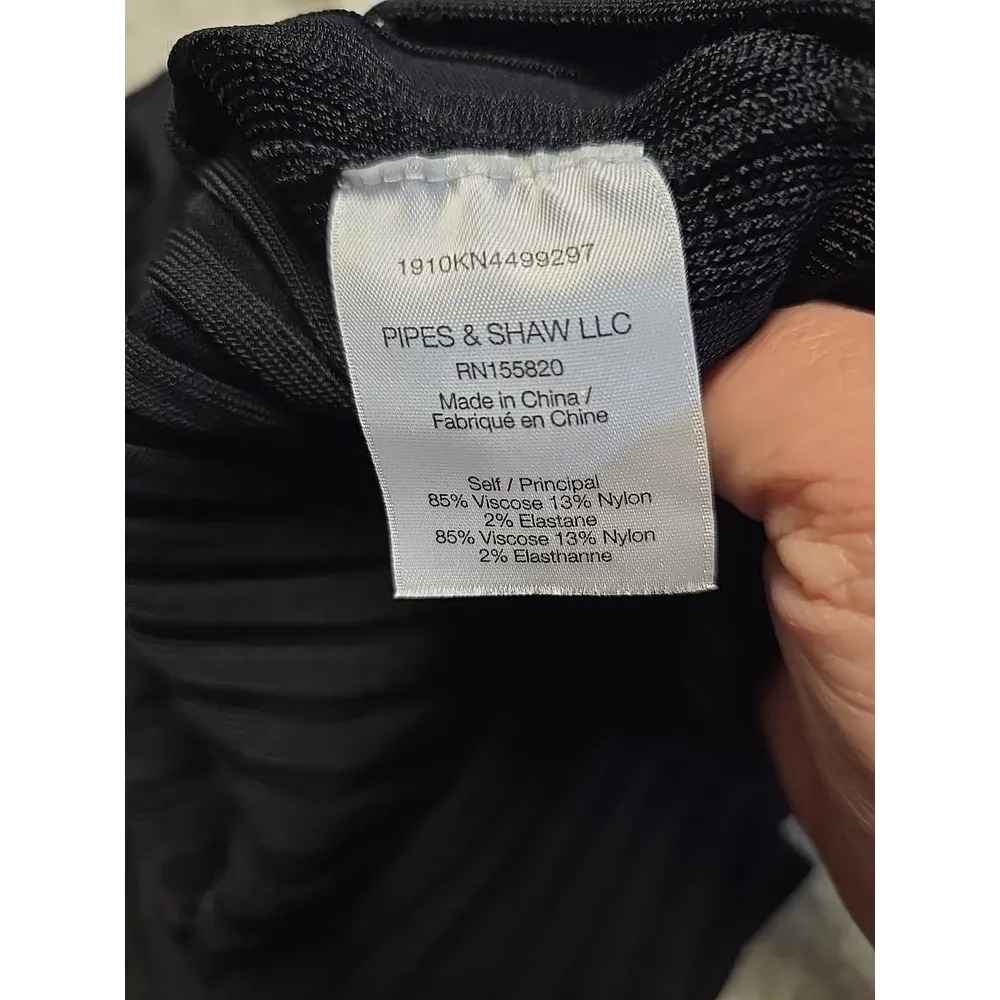 1910KN4499297
PIPES & SHAW LLC
RN155820
Made in China /
Fabriqué en Chine
Self / Principal
85% Viscose 13% Nylon
2% Elastane
85% Viscose 13% Nylon
2% Elasthanne